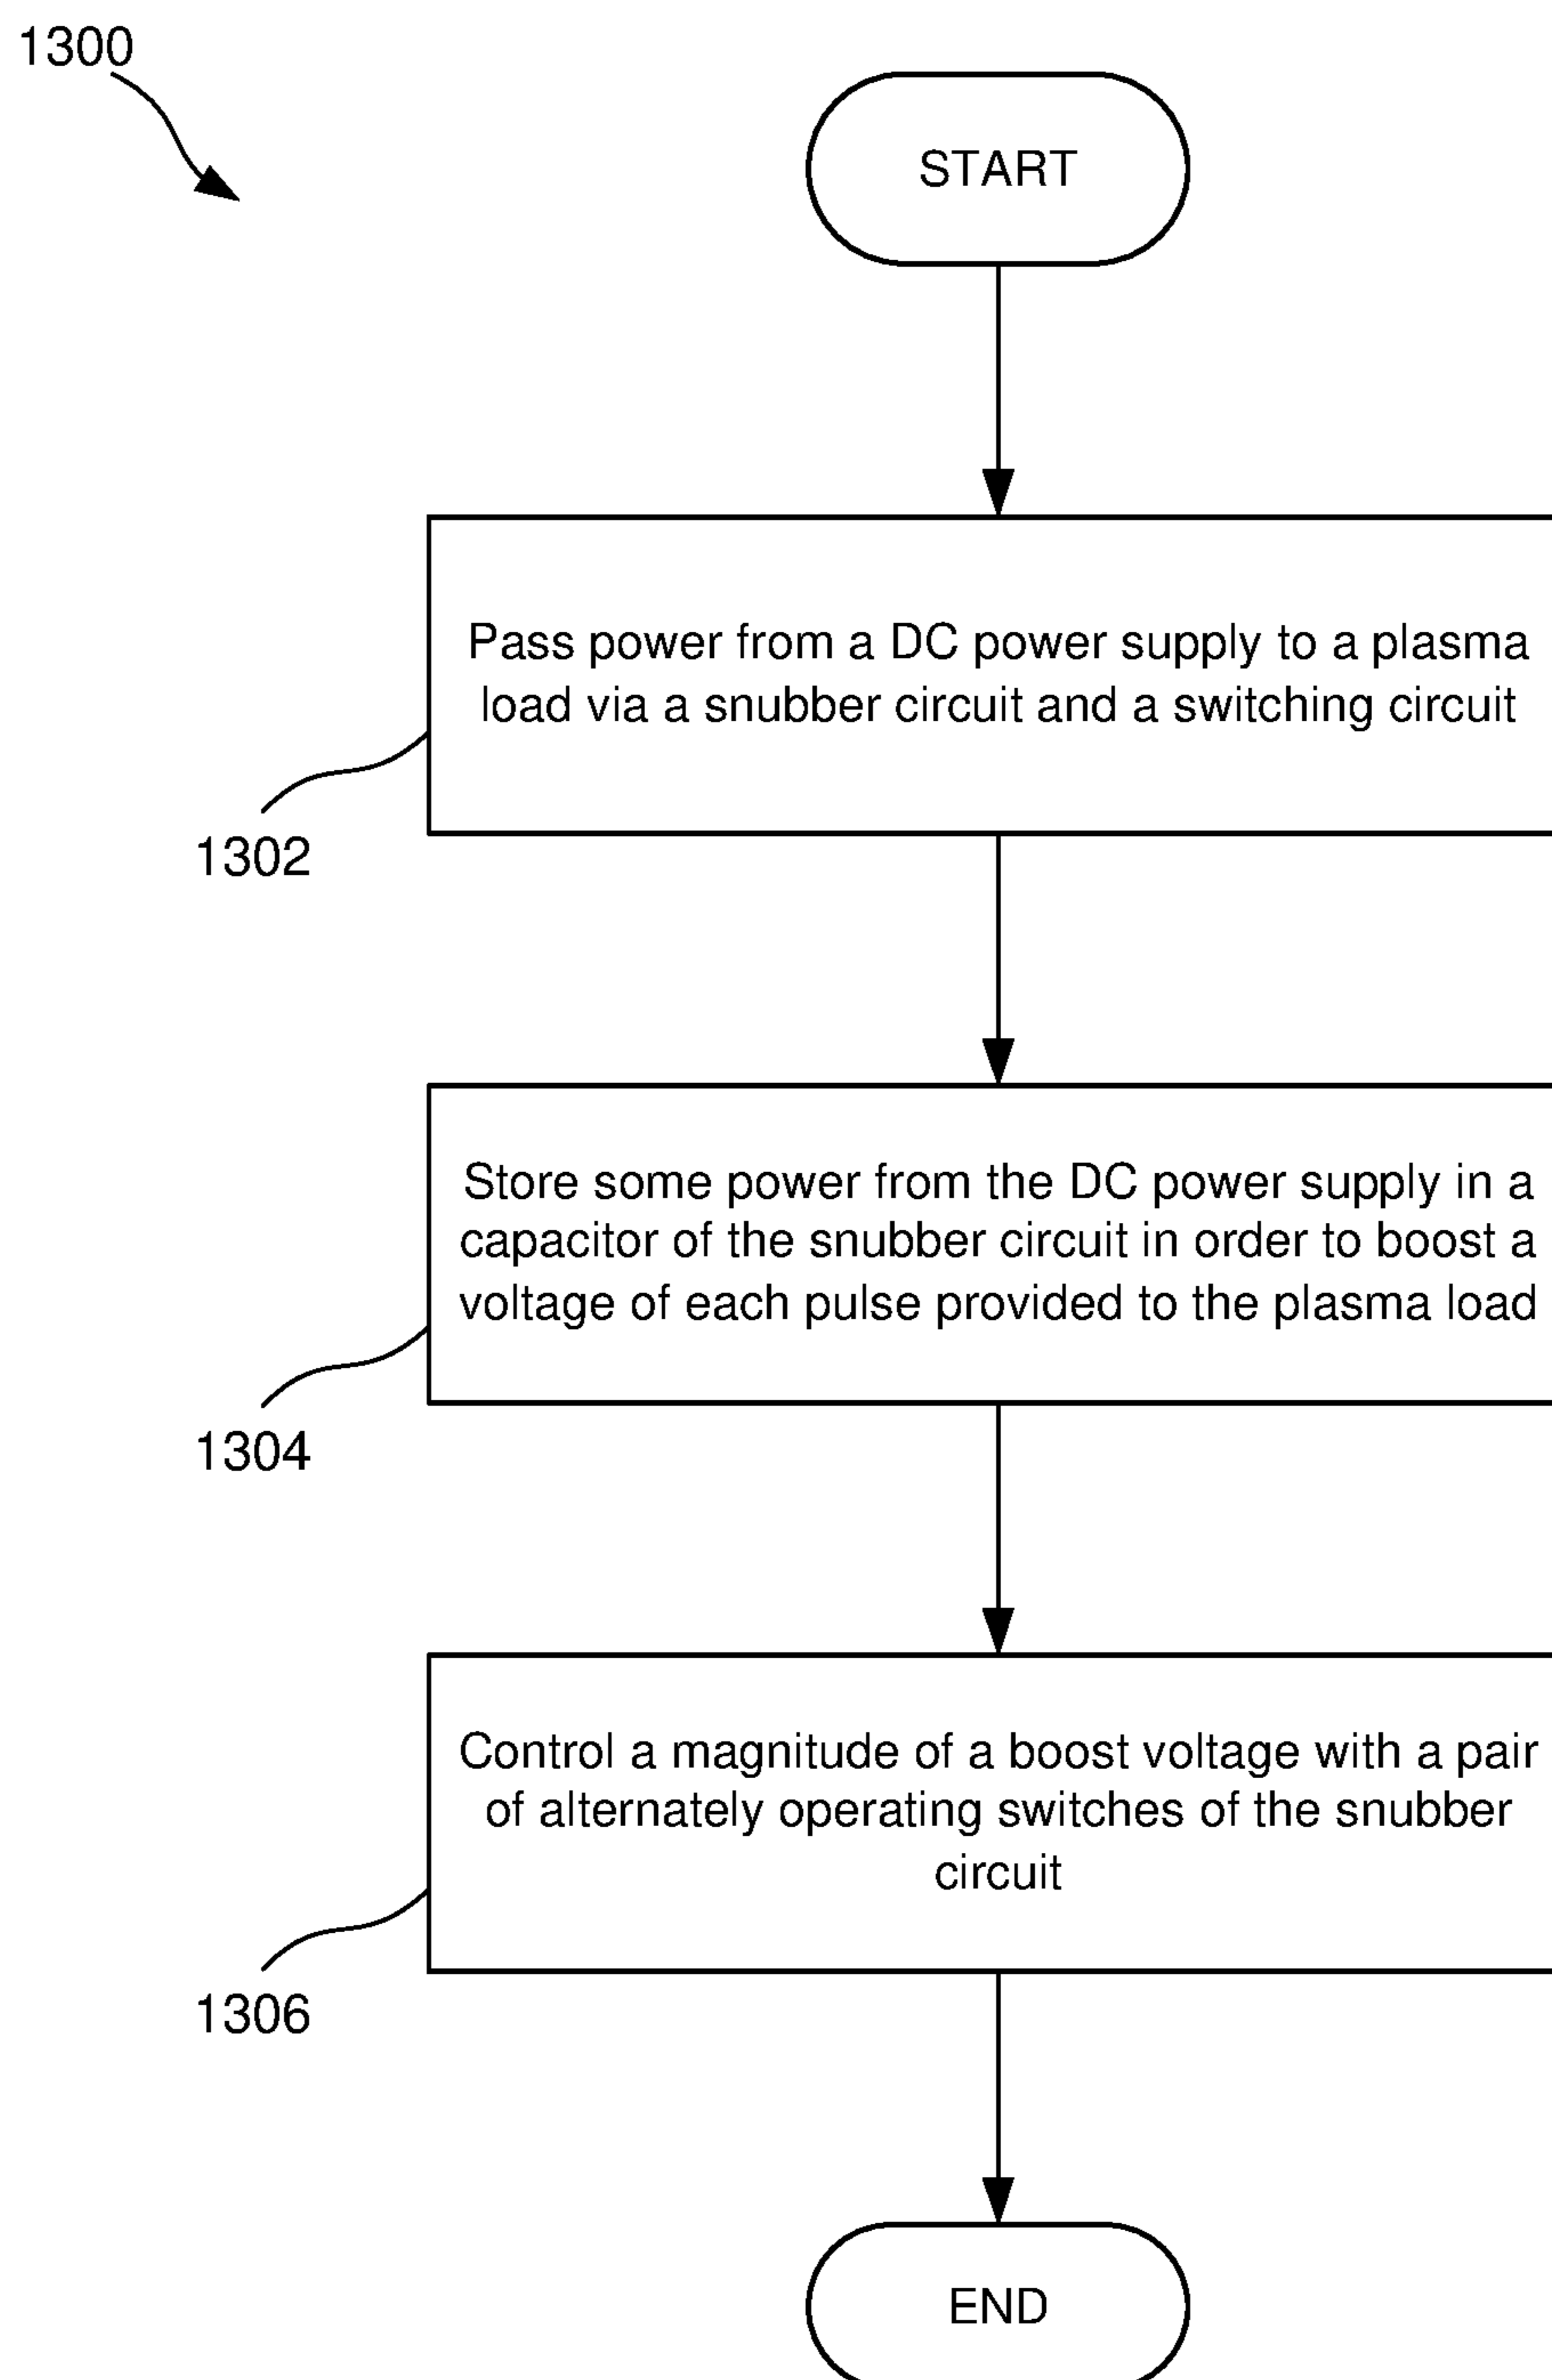 1300
START
Pass power from a DC power supply to a plasma
load via a snubber circuit and a switching circuit
1302
Store some power from the DC power supply in a
capacitor of the snubber circuit in order to boost a
voltage of each pulse provided to the plasma load
1304
Control a magnitude of a boost voltage with a pair
of alternately operating switches of the snubber
circuit
1306
END